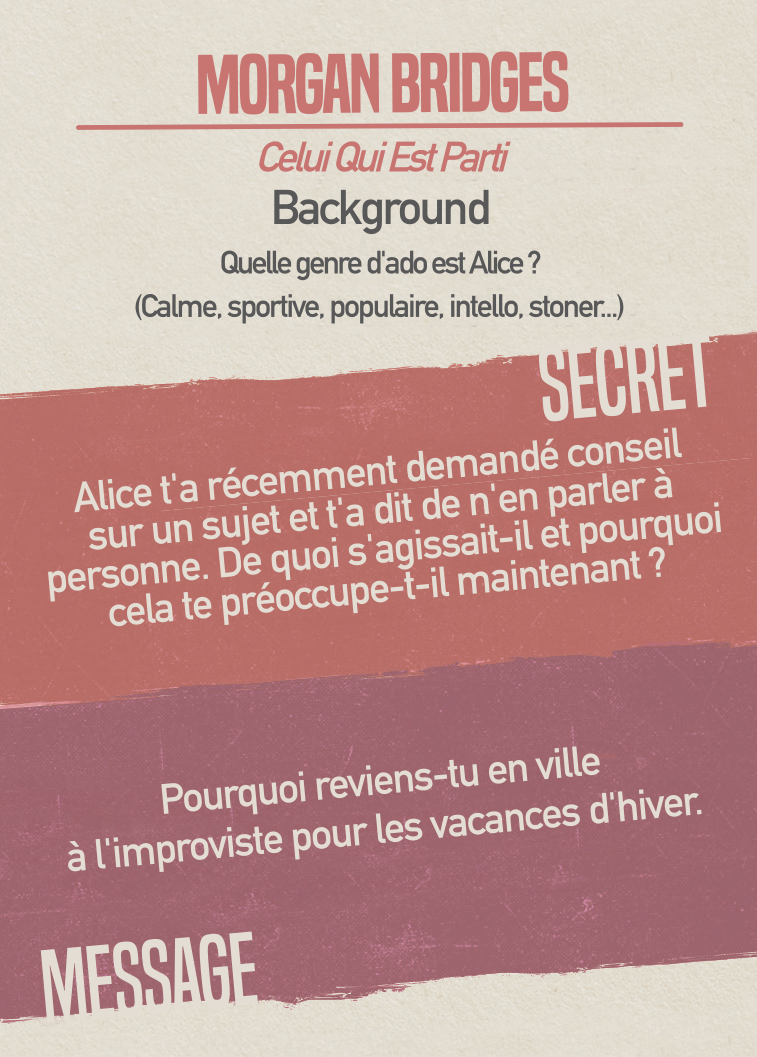 MORGAN BRIDGES
Celui Qui Est Parti
Background
Quelle genre d'ado est Alice ?
(Calme, sportive, populaire, intello, stoner...)
SECRET
Alice t'a récemment demandé conseil
sur un sujet et t'a dit de n'en parler à
personne. De quoi s'agissait-il et pourquoi
cela te préoccupe-t-il maintenant ?
Pourquoi reviens-tu en ville
à l'improviste pour les vacances d'hiver.
MESSAGE